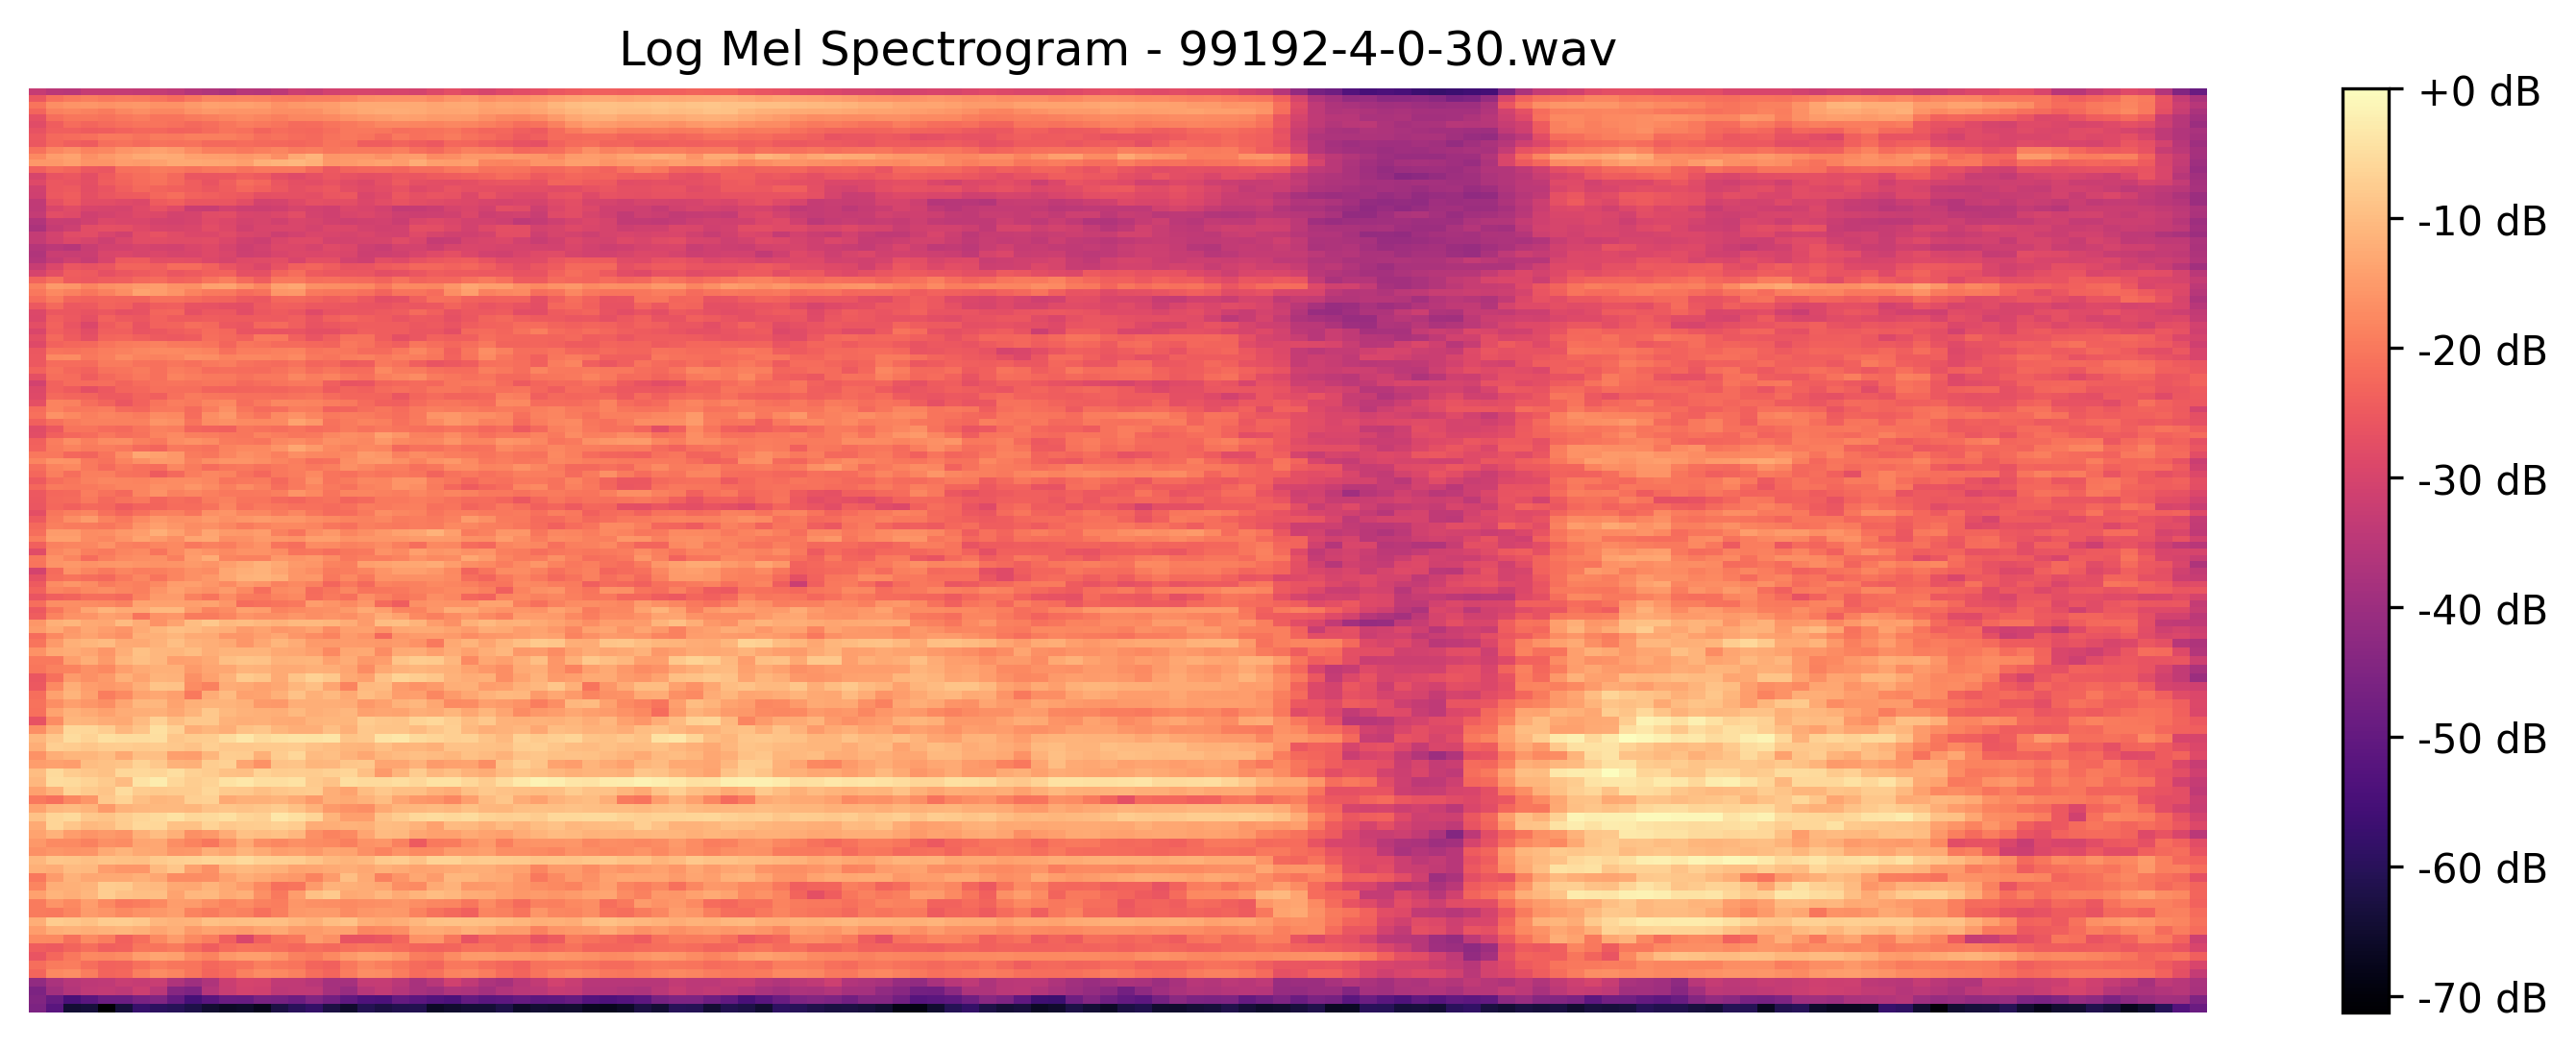 Log Mel Spectrogram - 99192-4-0-30.wav
+0 dB
-10 dB
-20 dB
-30 dB
-40 dB
-50 dB
-60 dB
-70 dB